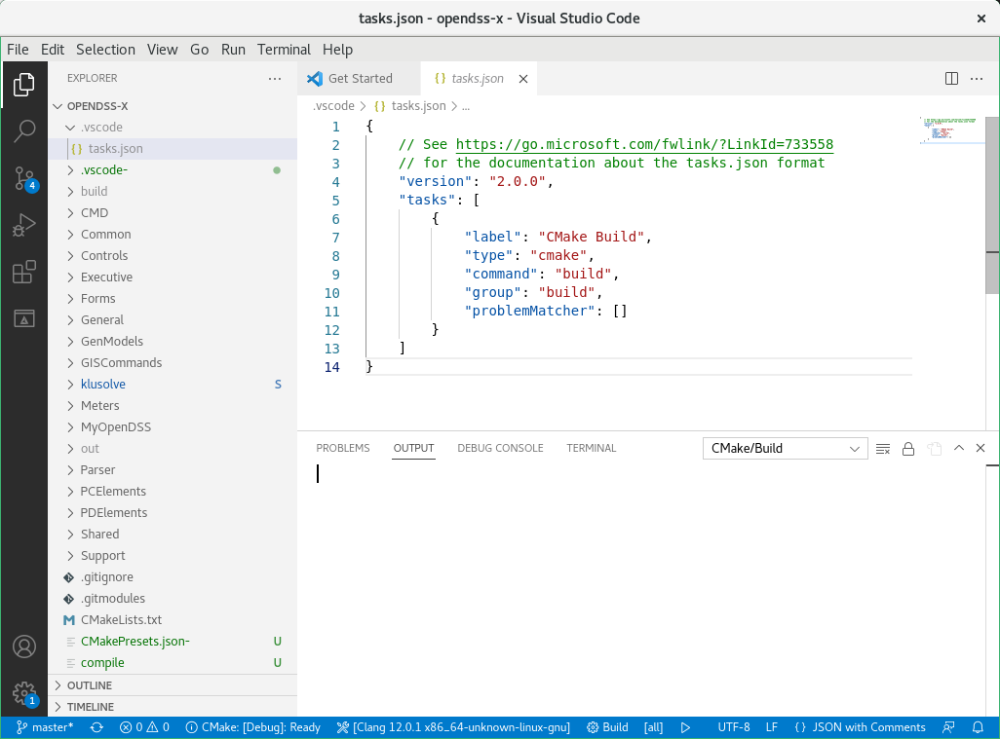 tasks.json - opendss-x - Visual Studio Code
File Edit Selection View Go Run Terminal Help
EXPLORER
OPENDSS-X
.vscode
{} tasks.json
.vscode-
build
CMD
Common
Controls
Executive
Forms
General
GenModels
GISCommands
klusolve S
Meters
MyOpenDSS
out
Parser
PCElements
PDElements
Shared
Support
.gitignore
.gitmodules
CMakeLists.txt
CMakePresets.json- U
compile U
OUTLINE
TIMELINE
4
1
Get Started
{} tasks.json
.vscode > {} tasks.json > ...
1 {
2 // See https://go.microsoft.com/fwlink/?LinkId=733558
3 // for the documentation about the tasks.json format
4 "version": "2.0.0",
5 "tasks": [
6 {
7 "label": "CMake Build",
8 "type": "cmake",
9 "command": "build",
10 "group": "build",
11 "problemMatcher": []
12 }
13 ]
14 }
PROBLEMS OUTPUT DEBUG CONSOLE TERMINAL CMake/Build
master* 0 0 CMake: [Debug]: Ready [Clang 12.0.1 x86_64-unknown-linux-gnu] Build [all] UTF-8 LF {} JSON with Comments